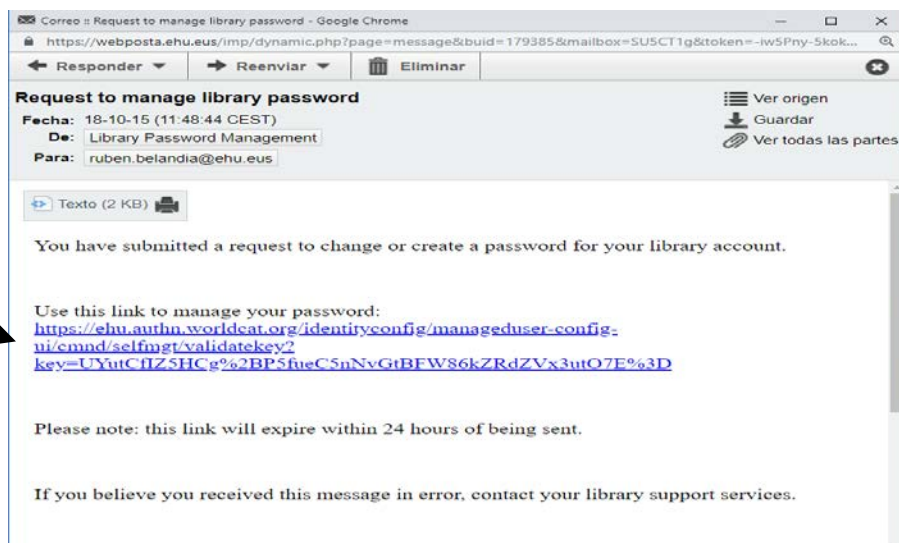 Correo :: Request to manage library password - Google Chrome
https://webposta.ehu.eus/imp/dynamic.php?page=message&buid=179385&mailbox=SU5CT1g&token=-iw5Pny-5kok...
Responder Reenviar Eliminar
Request to manage library password
Ver origen
Fecha: 18-10-15 (11:48:44 CEST)
Guardar
De: Library Password Management
Ver todas las partes
Para: ruben.belandia@ehu.eus
Texto (2 KB)
You have submitted a request to change or create a password for your library account.
Use this link to manage your password:
https://ehu.authn.worldcat.org/identityconfig/manageduser-config-
ui/cmnd/selfmgt/validatekey?
key=UYutCfIZ5HCg%2BP5fueC5nNvGtBFW86kZRdZVx3utO7E%3D
Please note: this link will expire within 24 hours of being sent.
If you believe you received this message in error, contact your library support services.